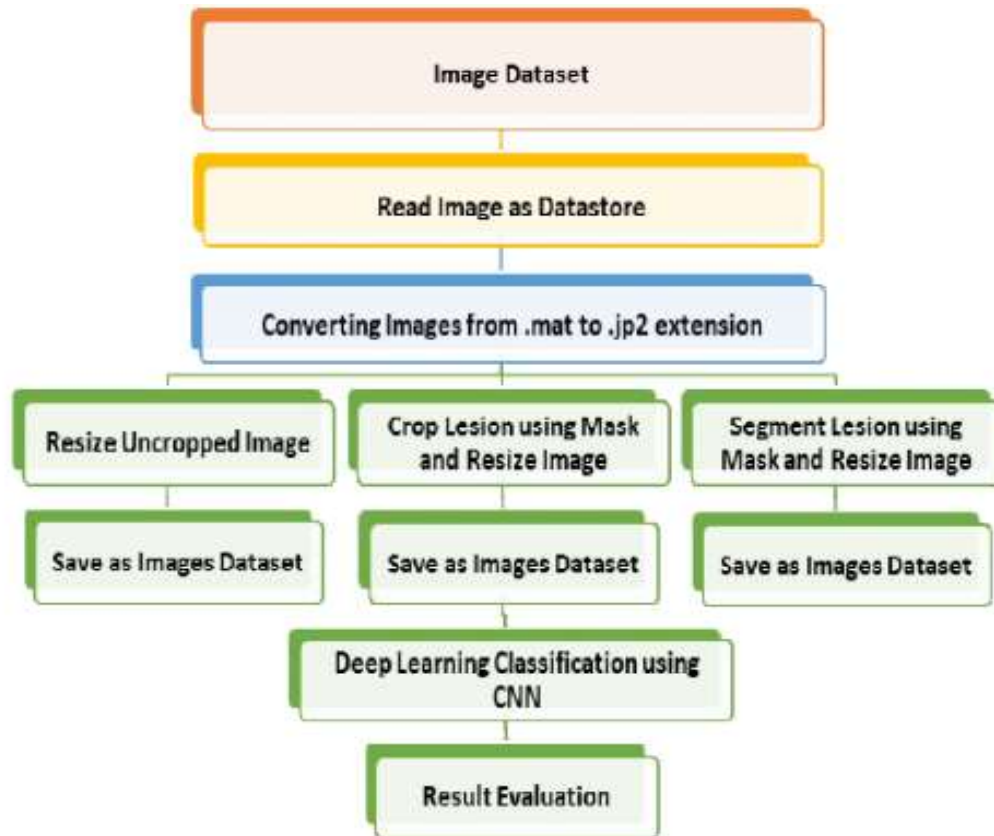 Image Dataset
Read Image as Datastore
Converting Images from .mat to .jp2 extension
Resize Uncropped Image
Crop Lesion using Mask
and Resize Image
Segment Lesion using
Mask and Resize Image
Save as Images Dataset
Save as Images Dataset
Save as Images Dataset
Deep Learning Classification using
CNN
Result Evaluation